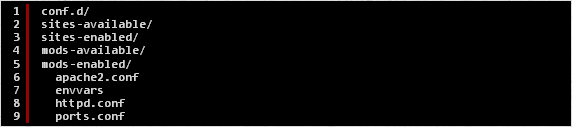 1 conf.d/
2 sites-available/
3 sites-enabled/
4 mods-available/
5 mods-enabled/
6   apache2.conf
7   envvars
8   httpd.conf
9   ports.conf